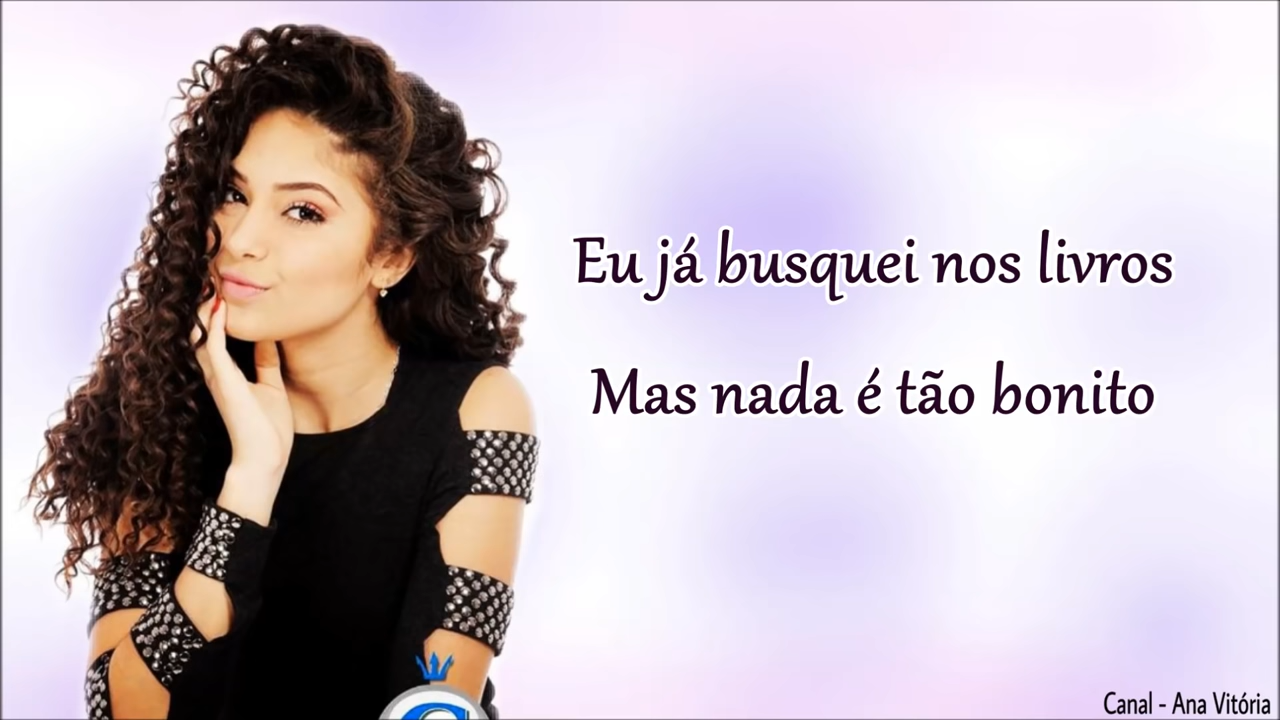 Eu já busquei nos livros
Mas nada é tão bonito
Canal - Ana Vitória